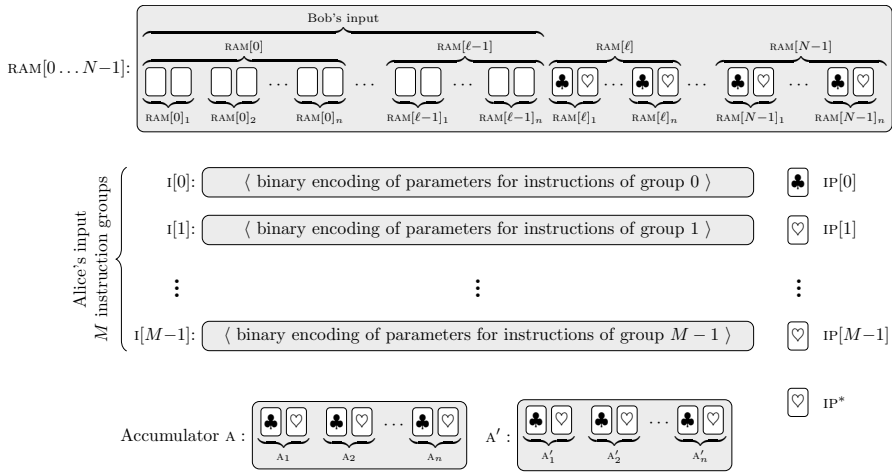 Bob's input
RAM[0] RAM[ℓ−1] RAM[ℓ] RAM[N−1]
RAM[0…N−1]: ⋯ ⋯ ⋯ ♣ ♡ ⋯ ♣ ♡ ⋯ ♣ ♡ ⋯ ♣ ♡
RAM[0]₁ RAM[0]₂ RAM[0]ₙ RAM[ℓ−1]₁ RAM[ℓ−1]ₙ RAM[ℓ]₁ RAM[ℓ]ₙ RAM[N−1]₁ RAM[N−1]ₙ
Alice's input
M instruction groups
I[0]: ⟨ binary encoding of parameters for instructions of group 0 ⟩ ♣ IP[0]
I[1]: ⟨ binary encoding of parameters for instructions of group 1 ⟩ ♡ IP[1]
⋮ ⋮ ⋮
I[M−1]: ⟨ binary encoding of parameters for instructions of group M − 1 ⟩ ♡ IP[M−1]
♡ IP*
Accumulator A : ♣ ♡ ♣ ♡ ⋯ ♣ ♡ A′ : ♣ ♡ ♣ ♡ ⋯ ♣ ♡
A₁ A₂ Aₙ A′₁ A′₂ A′ₙ